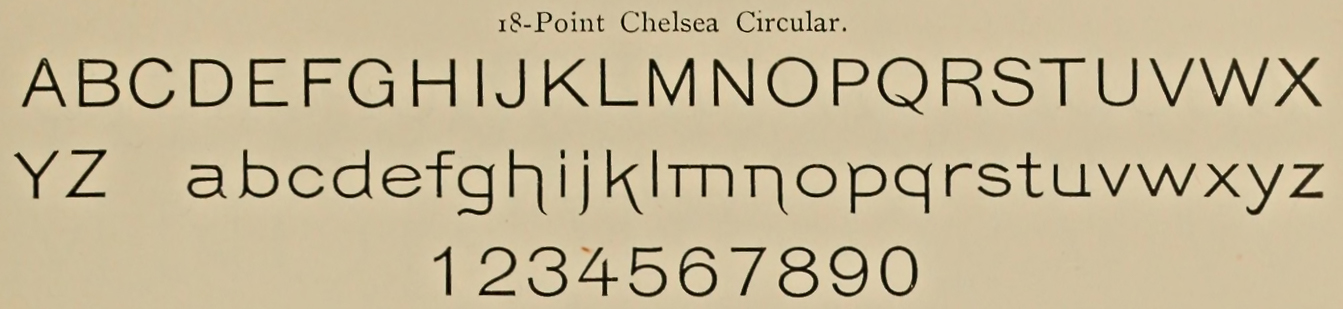 18-Point Chelsea Circular.
ABCDEFGHIJKLMNOPQRSTUVWX
YZ abcdefghijklmnopqrstuvwxyz
1234567890